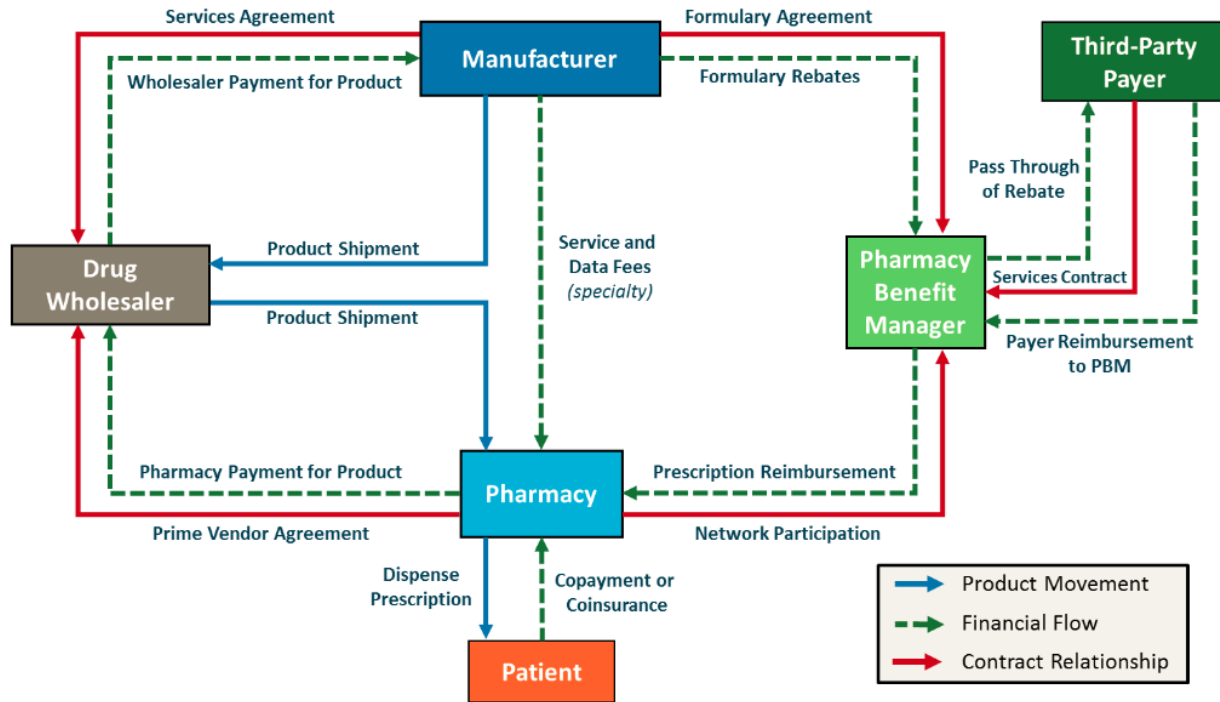 Services Agreement
Formulary Agreement
Manufacturer
Third-Party
Payer
Wholesaler Payment for Product
Formulary Rebates
Pass Through
of Rebate
Product Shipment
Service and
Data Fees
(specialty)
Drug
Wholesaler
Pharmacy
Benefit
Manager
Services Contract
Product Shipment
Payer Reimbursement
to PBM
Pharmacy Payment for Product
Pharmacy
Prescription Reimbursement
Prime Vendor Agreement
Network Participation
Dispense
Prescription
Copayment or
Coinsurance
Patient
Product Movement
Financial Flow
Contract Relationship